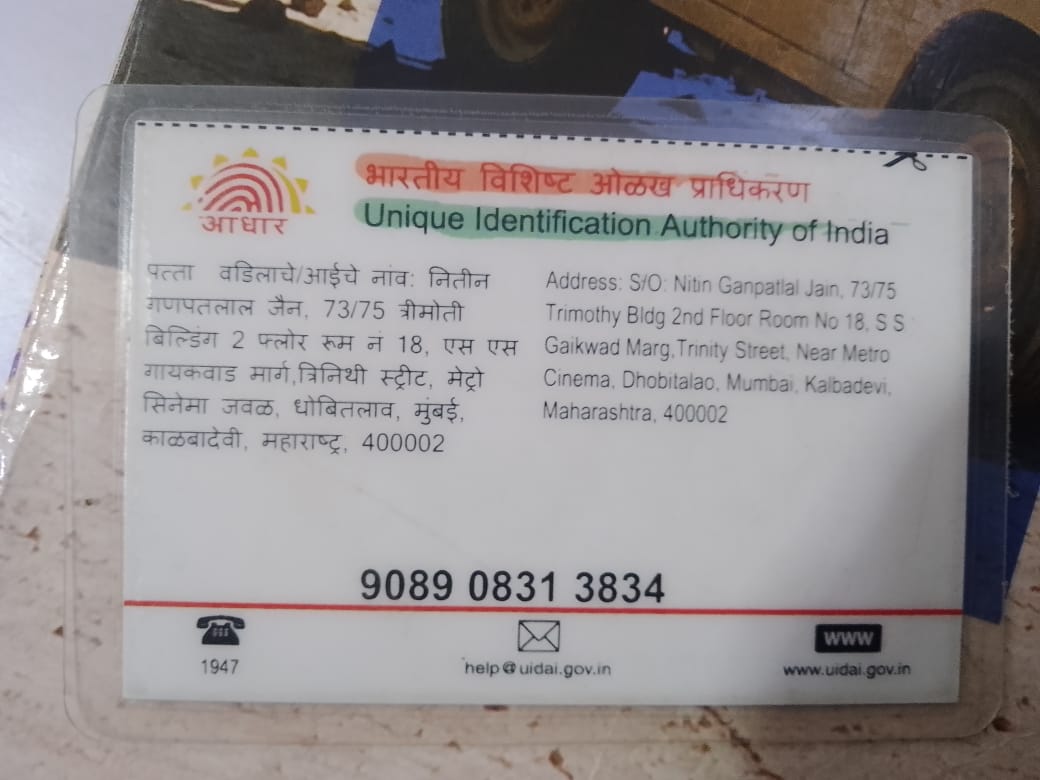 आधार
भारतीय विशिष्ट ओळख प्राधिकरण
Unique Identification Authority of India
पत्ता वडिलाचे/आईचे नांव: नितीन
गणपतलाल जैन, 73/75 त्रीमोती
बिल्डिंग 2 फ्लोर रूम नं 18, एस एस
गायकवाड मार्ग,त्रिनिथी स्ट्रीट, मेट्रो
सिनेमा जवळ, धोबितलाव, मुंबई,
काळबादेवी, महाराष्ट्र, 400002
Address: S/O: Nitin Ganpatlal Jain, 73/75
Trimothy Bldg 2nd Floor Room No 18, S S
Gaikwad Marg,Trinity Street, Near Metro
Cinema, Dhobitalao, Mumbai, Kalbadevi,
Maharashtra, 400002
9089 0831 3834
WWW
1947
help@uidai.gov.in
www.uidai.gov.in